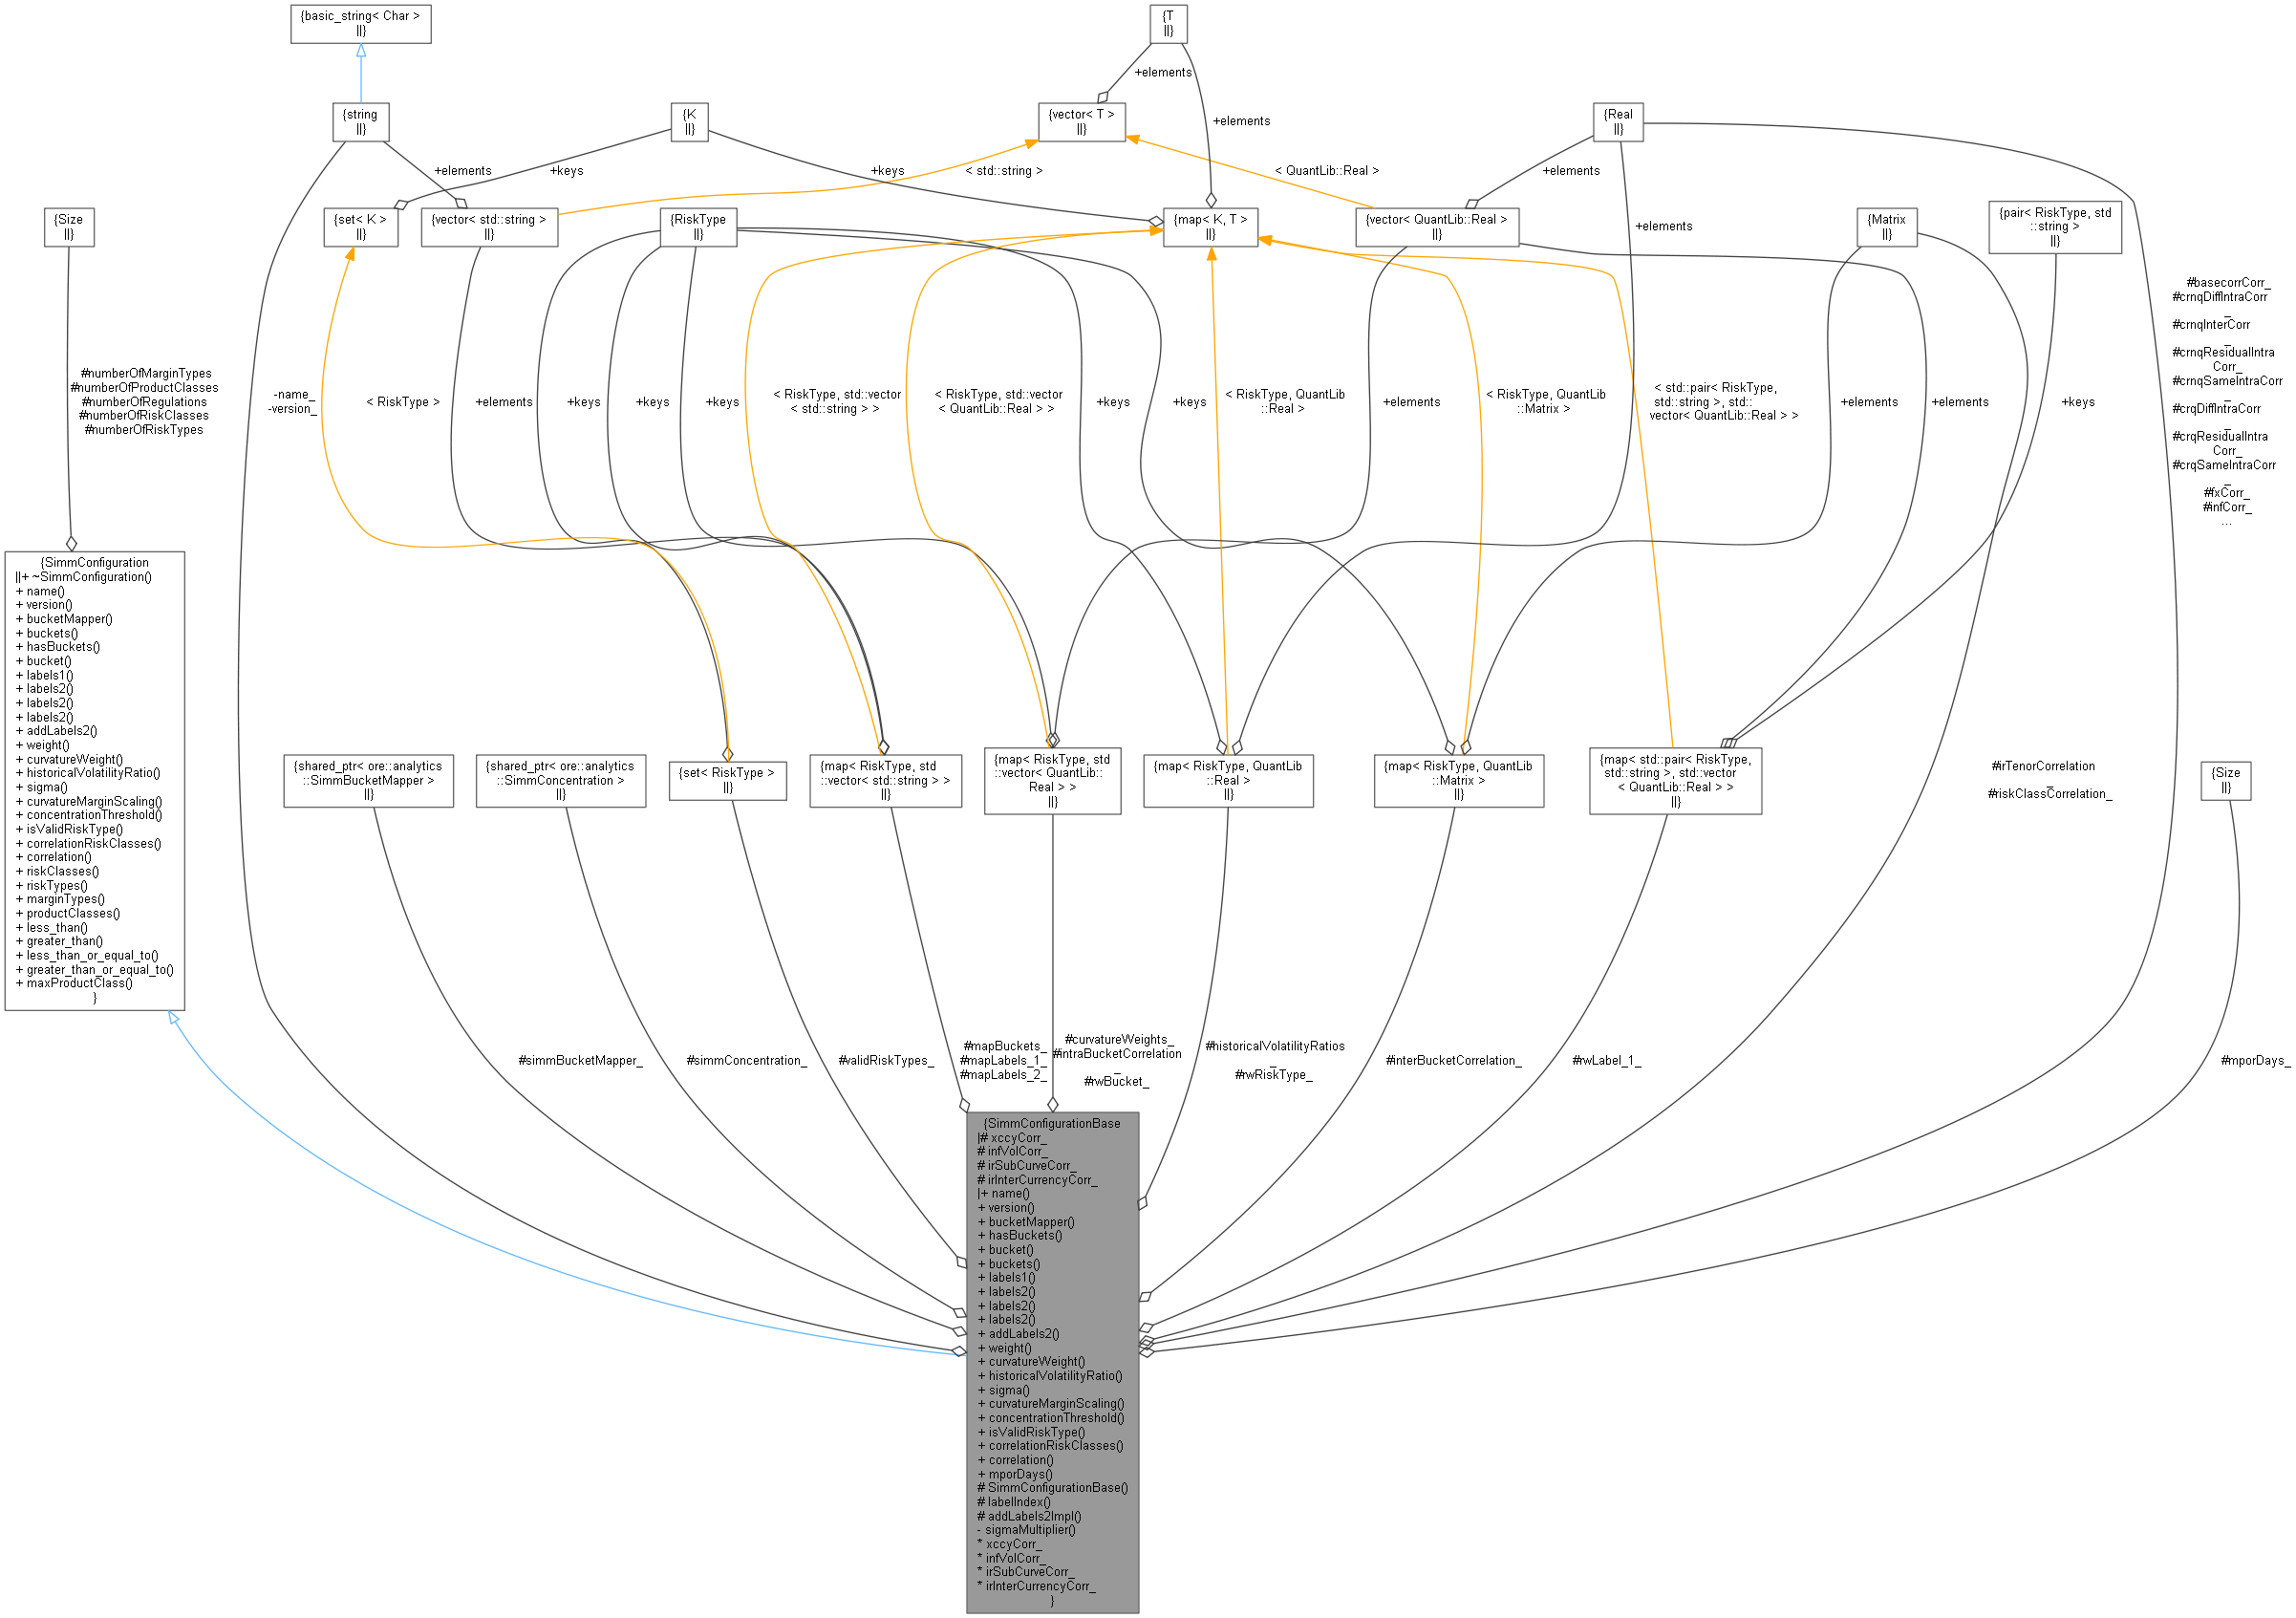 {basic_string< Char >
||}
{T
||}
+elements
{string
||}
{K
||}
{vector< T >
||}
{Real
||}
+elements
+elements
+keys
+keys
< std::string >
< QuantLib::Real >
+elements
{Size
||}
{set< K >
||}
{vector< std::string >
||}
{RiskType
||}
{map< K, T >
||}
{vector< QuantLib::Real >
||}
+elements
{Matrix
||}
{pair< RiskType, std
::string >
||}
#basecorrCorr_
#crnqDiffIntraCorr
_
#crnqInterCorr
_
#crnqResidualIntra
Corr_
#crnqSameIntraCorr
_
#crqDiffIntraCorr
_
#crqResidualIntra
Corr_
#crqSameIntraCorr
_
#fxCorr_
#infCorr_
...
#numberOfMarginTypes
#numberOfProductClasses
#numberOfRegulations
#numberOfRiskClasses
#numberOfRiskTypes
-name_
-version_
< RiskType >
+elements
+keys
+keys
+keys
< RiskType, std::vector
< std::string > >
< RiskType, std::vector
< QuantLib::Real > >
+keys
+keys
< RiskType, QuantLib
::Real >
+elements
< RiskType, QuantLib
::Matrix >
< std::pair< RiskType,
std::string >, std::
vector< QuantLib::Real > >
+elements
+elements
+keys
{SimmConfiguration
||+ ~SimmConfiguration()
+ name()
+ version()
+ bucketMapper()
+ buckets()
+ hasBuckets()
+ bucket()
+ labels1()
+ labels2()
+ labels2()
+ labels2()
+ addLabels2()
+ weight()
+ curvatureWeight()
+ historicalVolatilityRatio()
+ sigma()
+ curvatureMarginScaling()
+ concentrationThreshold()
+ isValidRiskType()
+ correlationRiskClasses()
+ correlation()
+ riskClasses()
+ riskTypes()
+ marginTypes()
+ productClasses()
+ less_than()
+ greater_than()
+ less_than_or_equal_to()
+ greater_than_or_equal_to()
+ maxProductClass()
}
{shared_ptr< ore::analytics
::SimmBucketMapper >
||}
{shared_ptr< ore::analytics
::SimmConcentration >
||}
{set< RiskType >
||}
{map< RiskType, std
::vector< std::string > >
||}
{map< RiskType, std
::vector< QuantLib::
Real > >
||}
{map< RiskType, QuantLib
::Real >
||}
{map< RiskType, QuantLib
::Matrix >
||}
{map< std::pair< RiskType,
std::string >, std::vector
< QuantLib::Real > >
||}
#irTenorCorrelation
_
#riskClassCorrelation_
{Size
||}
#simmBucketMapper_
#simmConcentration_
#validRiskTypes_
#mapBuckets_
#mapLabels_1_
#mapLabels_2_
#curvatureWeights_
#intraBucketCorrelation
_
#rwBucket_
#historicalVolatilityRatios
_
#rwRiskType_
#interBucketCorrelation_
#rwLabel_1_
#mporDays_
{SimmConfigurationBase
|# xccyCorr_
# infVolCorr_
# irSubCurveCorr_
# irInterCurrencyCorr_
|+ name()
+ version()
+ bucketMapper()
+ hasBuckets()
+ bucket()
+ buckets()
+ labels1()
+ labels2()
+ labels2()
+ labels2()
+ addLabels2()
+ weight()
+ curvatureWeight()
+ historicalVolatilityRatio()
+ sigma()
+ curvatureMarginScaling()
+ concentrationThreshold()
+ isValidRiskType()
+ correlationRiskClasses()
+ correlation()
+ mporDays()
# SimmConfigurationBase()
# labelIndex()
# addLabels2Impl()
- sigmaMultiplier()
* xccyCorr_
* infVolCorr_
* irSubCurveCorr_
* irInterCurrencyCorr_
}